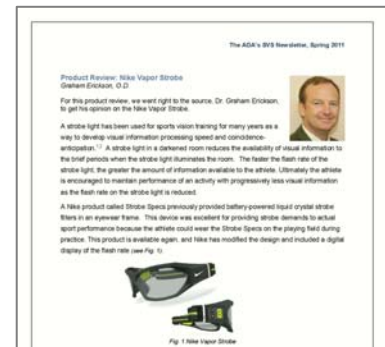 The ADA's SVS Newsletter, Spring 2011
Product Review: Nike Vapor Strobe
Graham Erickson, O.D.
For this product review, we went right to the source, Dr. Graham Erickson,
to get his opinion on the Nike Vapor Strobe.
A strobe light has been used for sports vision training for many years as a
way to develop visual information processing speed and coincidence-
anticipation. A strobe light in a darkened room reduces the availability of visual information to
the brief periods when the strobe light illuminates the room. The faster the flash rate of the
strobe light, the greater the amount of information available to the athlete. Ultimately the athlete
is encouraged to maintain performance of an activity with progressively less visual information
as the flash rate on the strobe light is reduced.
A Nike product called Strobe Specs previously provided battery-powered liquid crystal strobe
filters in an eyewear frame. This device was excellent for providing strobe demands to actual
sport performance because the athlete could wear the Strobe Specs on the playing field during
practice. This product is available again, and Nike has modified the design and included a digital
display of the flash rate (see Fig. 1).
Fig. 1 Nike Vapor Strobe